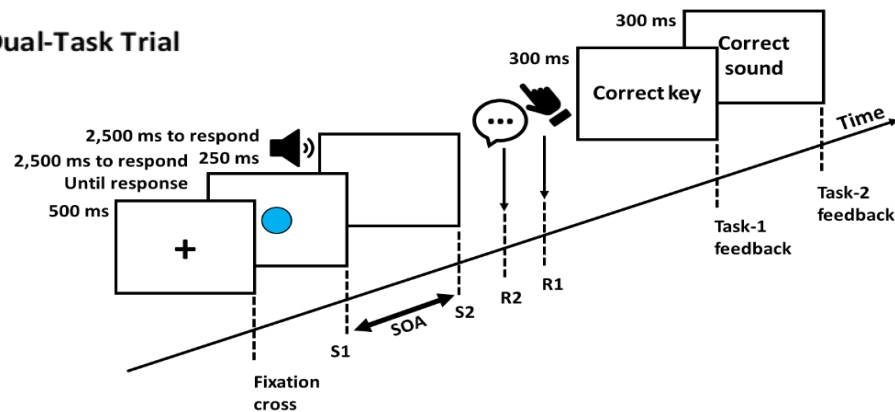 Dual-Task Trial
300 ms
Correct
sound
300 ms
Correct key
2,500 ms to respond
250 ms
2,500 ms to respond
Until response
500 ms
+
Time
Task-2
feedback
Task-1
feedback
R1
R2
S2
SOA
S1
Fixation
cross